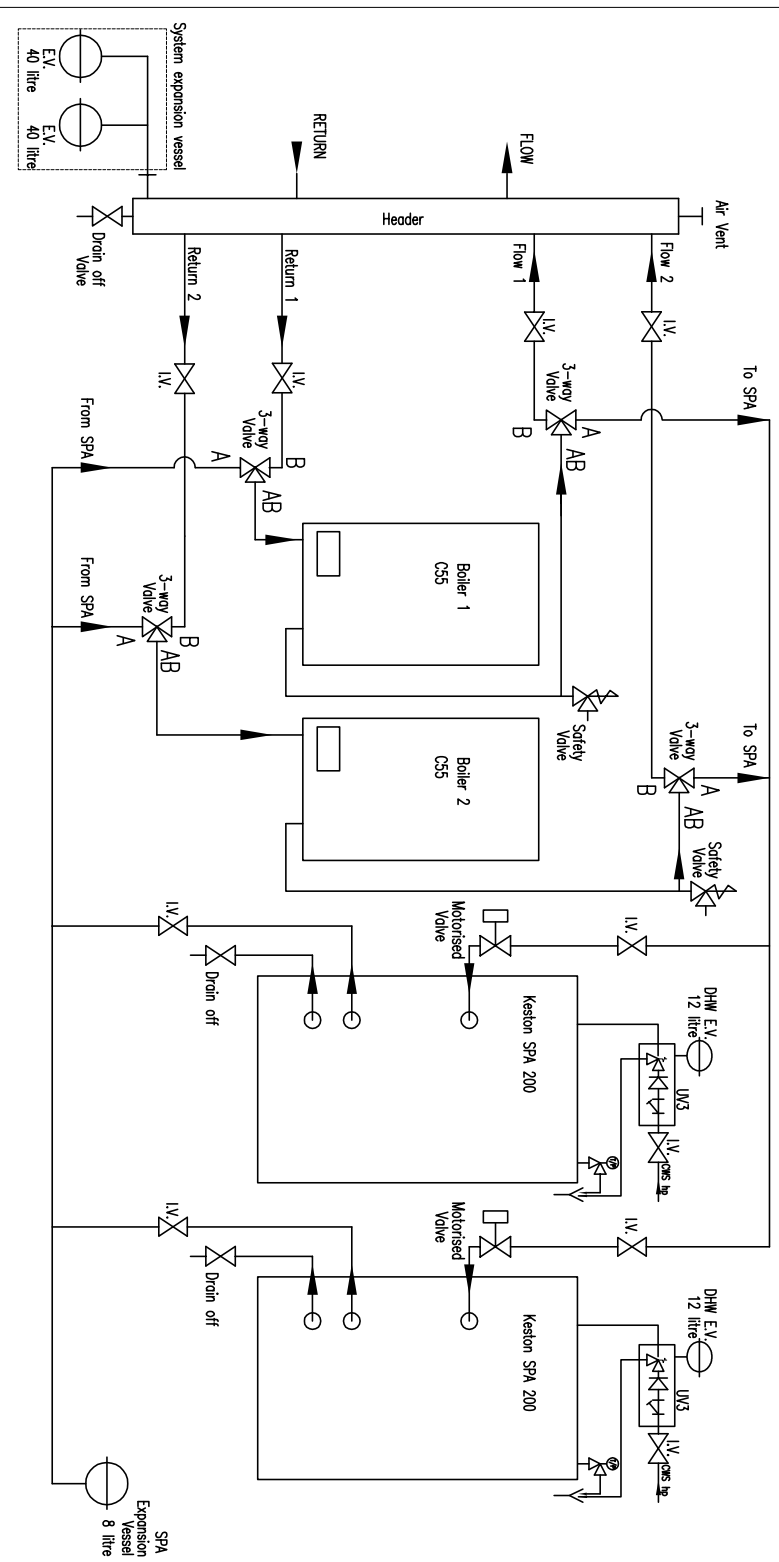 System expansion vessel
E.V.
40 litre
E.V.
40 litre
RETURN
FLOW
Header
Air Vent
Drain off
Valve
Return 2
Return 1
Flow 1
Flow 2
I.V.
I.V.
I.V.
I.V.
From SPA
3-way
Valve
A
B
AB
From SPA
3-way
Valve
A
B
AB
3-way
Valve
A
B
AB
To SPA
3-way
Valve
A
B
AB
To SPA
Boiler 1
C55
Safety
Valve
Boiler 2
C55
Safety
Valve
I.V.
Drain off
Motorised
Valve
I.V.
Keston SPA 200
DHW E.V.
12 litre
UV3
I.V.
CWS hp
I.V.
Drain off
Motorised
Valve
I.V.
Keston SPA 200
DHW E.V.
12 litre
UV3
I.V.
CWS hp
SPA
Expansion
Vessel
8 litre